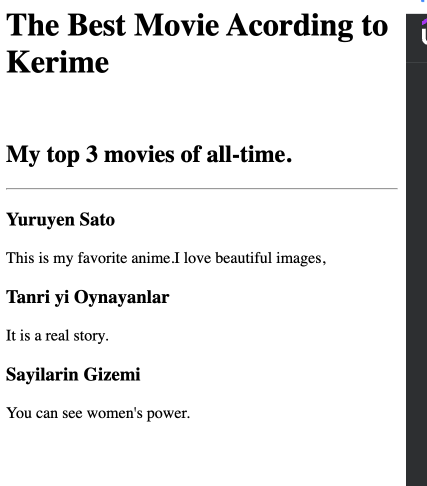 The Best Movie Acording to
Kerime
My top 3 movies of all-time.
Yuruyen Sato
This is my favorite anime.I love beautiful images,
Tanri yi Oynayanlar
It is a real story.
Sayilarin Gizemi
You can see women's power.